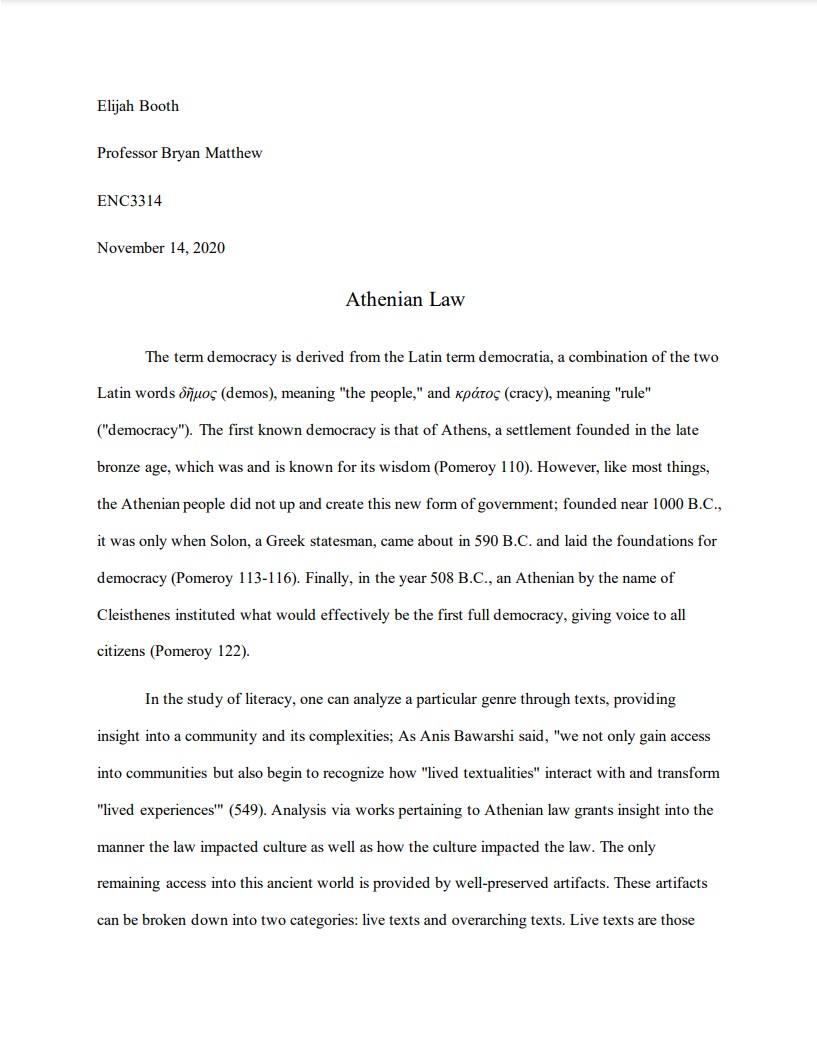 Elijah Booth
Professor Bryan Matthew
ENC3314
November 14, 2020
Athenian Law
The term democracy is derived from the Latin term democratia, a combination of the two
Latin words δῆμος (demos), meaning "the people," and κράτος (cracy), meaning "rule"
("democracy"). The first known democracy is that of Athens, a settlement founded in the late
bronze age, which was and is known for its wisdom (Pomeroy 110). However, like most things,
the Athenian people did not up and create this new form of government; founded near 1000 B.C.,
it was only when Solon, a Greek statesman, came about in 590 B.C. and laid the foundations for
democracy (Pomeroy 113-116). Finally, in the year 508 B.C., an Athenian by the name of
Cleisthenes instituted what would effectively be the first full democracy, giving voice to all
citizens (Pomeroy 122).
In the study of literacy, one can analyze a particular genre through texts, providing
insight into a community and its complexities; As Anis Bawarshi said, "we not only gain access
into communities but also begin to recognize how "lived textualities" interact with and transform
"lived experiences'" (549). Analysis via works pertaining to Athenian law grants insight into the
manner the law impacted culture as well as how the culture impacted the law. The only
remaining access into this ancient world is provided by well-preserved artifacts. These artifacts
can be broken down into two categories: live texts and overarching texts. Live texts are those